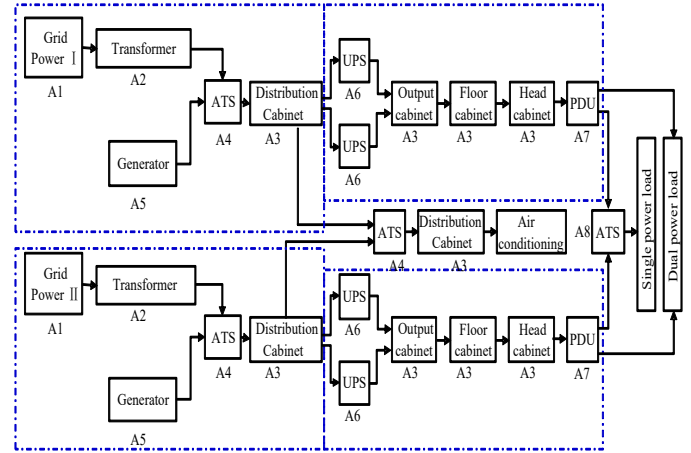 Grid
Power Ⅰ
A1
Transformer
A2
ATS
A4
Distribution
Cabinet
A3
Generator
A5
UPS
A6
UPS
A6
Output
cabinet
A3
Floor
cabinet
A3
Head
cabinet
A3
PDU
A7
ATS
A4
Distribution
Cabinet
A3
Air
conditioning
A8
ATS
Single power load
Dual power load
Grid
Power Ⅱ
A1
Transformer
A2
ATS
A4
Distribution
Cabinet
A3
Generator
A5
UPS
A6
UPS
A6
Output
cabinet
A3
Floor
cabinet
A3
Head
cabinet
A3
PDU
A7